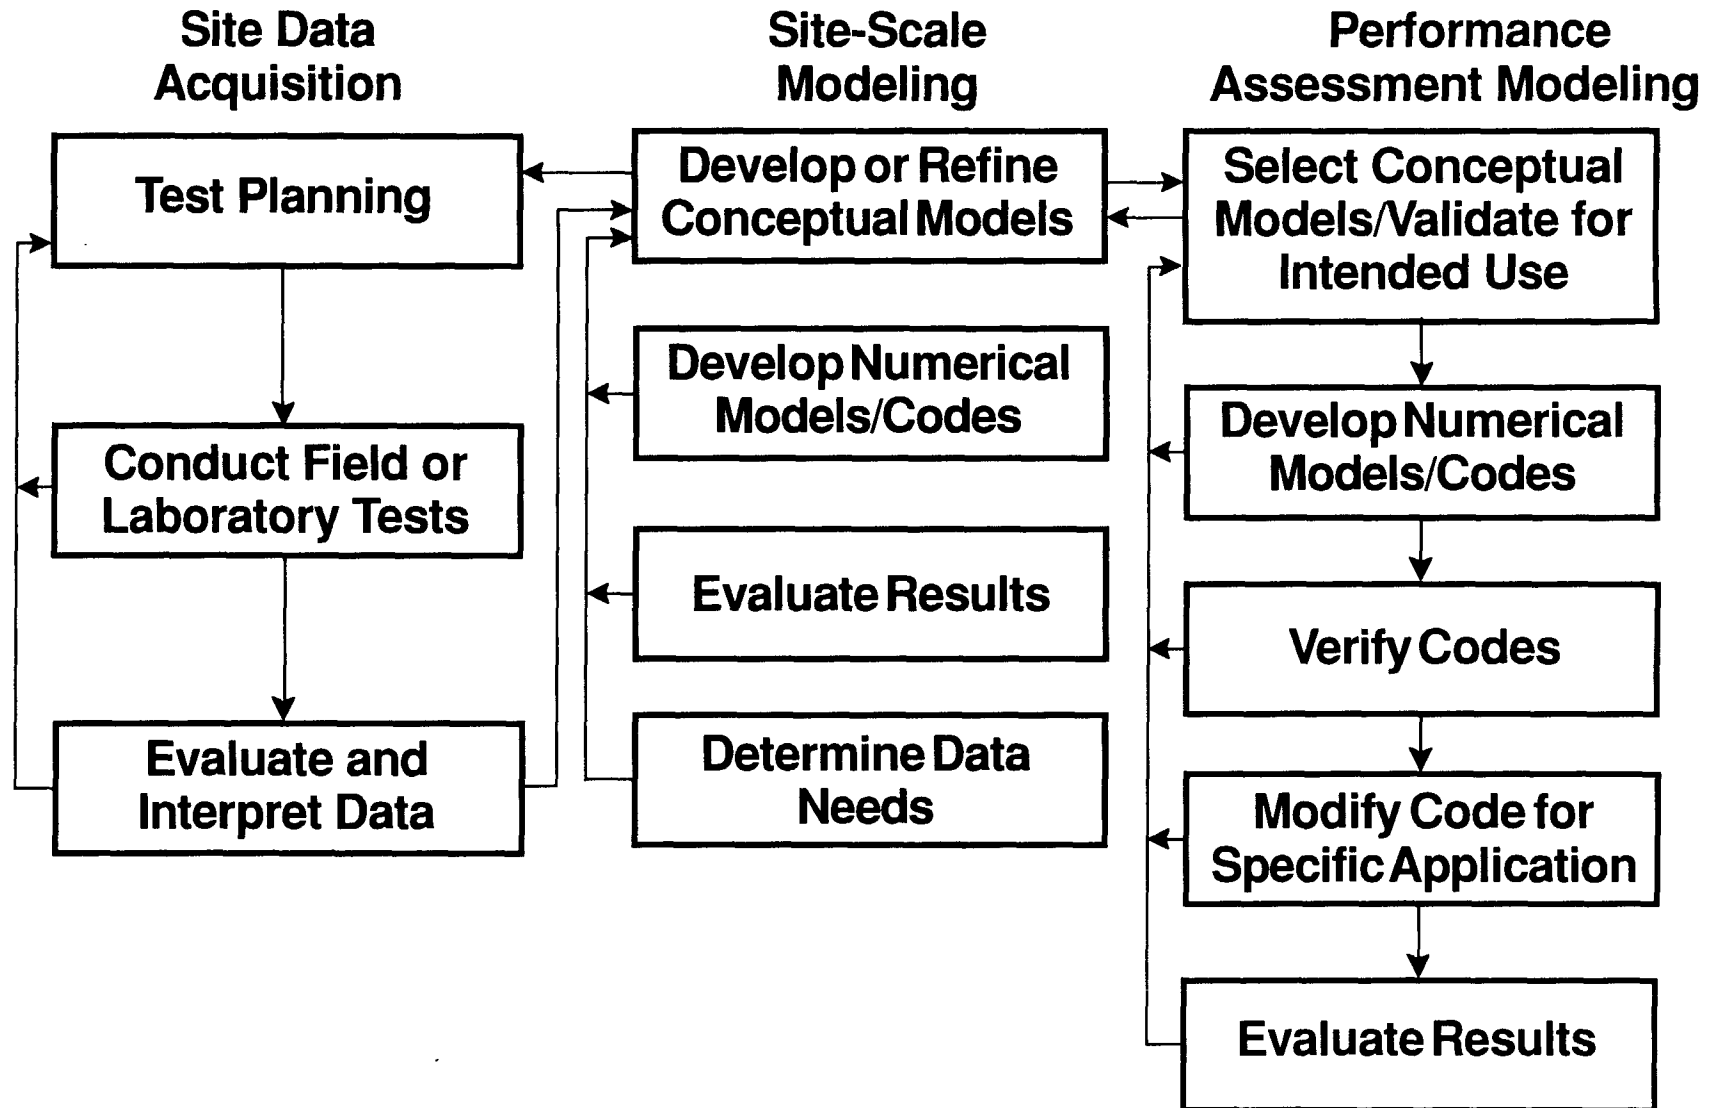 Site Data
Acquisition
Test Planning
Conduct Field or
Laboratory Tests
Evaluate and
Interpret Data
Site-Scale
Modeling
Develop or Refine
Conceptual Models
Develop Numerical
Models/Codes
Evaluate Results
Determine Data
Needs
Performance
Assessment Modeling
Select Conceptual
Models/Validate for
Intended Use
Develop Numerical
Models/Codes
Verify Codes
Modify Code for
Specific Application
Evaluate Results